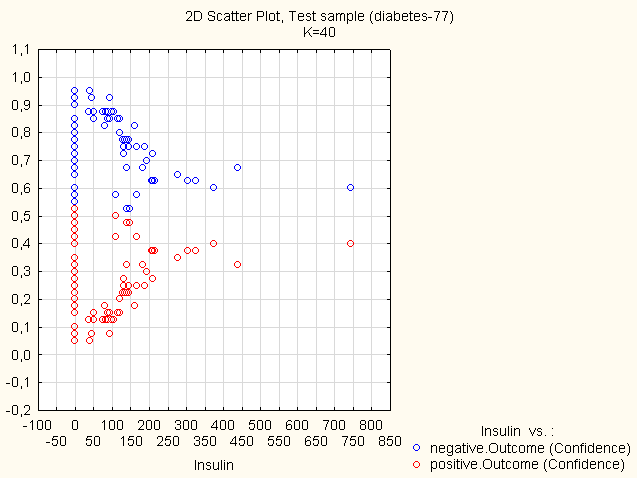 2D Scatter Plot, Test sample (diabetes-77)
K=40
1,1
1,0
0,9
0,8
0,7
0,6
0,5
0,4
0,3
0,2
0,1
0,0
-0,1
-0,2
-100 0 100 200 300 400 500 600 700 800
-50 50 150 250 350 450 550 650 750 850
Insulin
Insulin vs. :
negative.Outcome (Confidence)
positive.Outcome (Confidence)